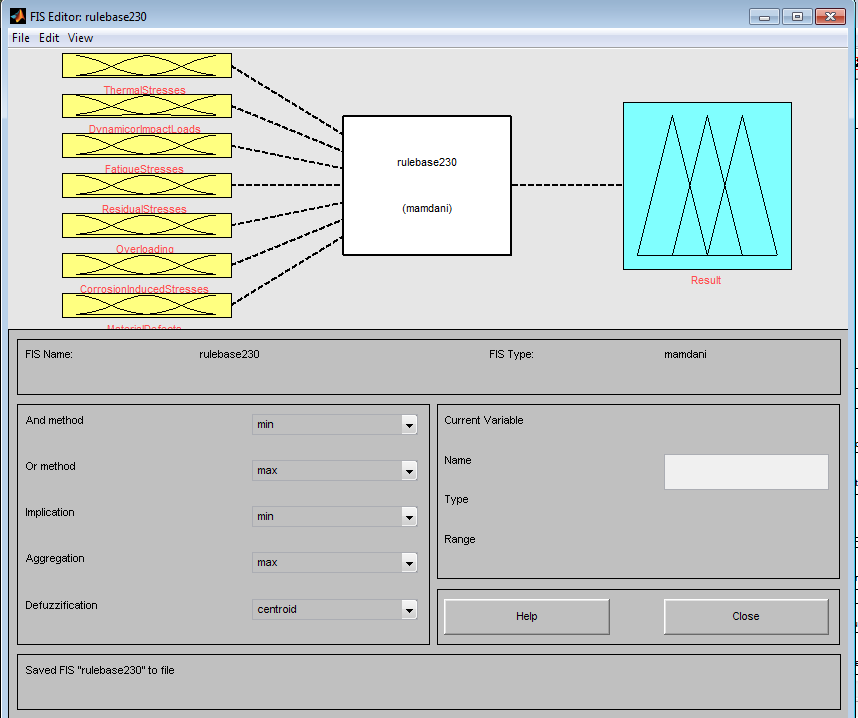 FIS Editor: rulebase230
File Edit View
ThermalStresses
DynamicorImpactLoads
FatigueStresses
ResidualStresses
Overloading
CorrosionInducedStresses
MaterialDefects
rulebase230
(mamdani)
Result
FIS Name: rulebase230 FIS Type: mamdani
And method min
Or method max
Implication min
Aggregation max
Defuzzification centroid
Current Variable
Name
Type
Range
Help Close
Saved FIS "rulebase230" to file